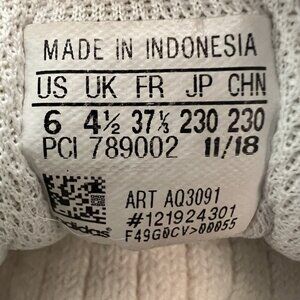 MADE IN INDONESIA
US UK FR JP CHN
6 4½ 37⅓ 230 230
PCI 789002 11/18
ART AQ3091
#121924301
adidas F49G0CV>00055